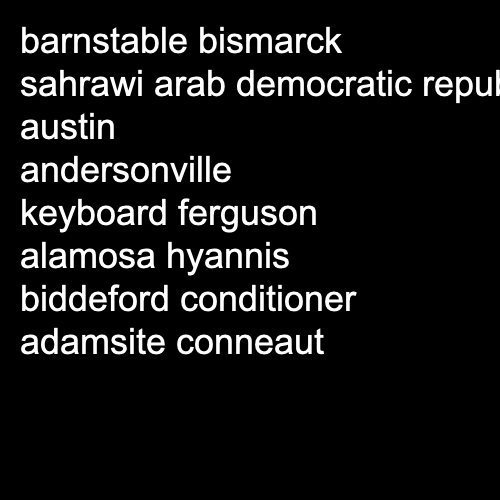 barnstable bismarck
sahrawi arab democratic repub
austin
andersonville
keyboard ferguson
alamosa hyannis
biddeford conditioner
adamsite conneaut